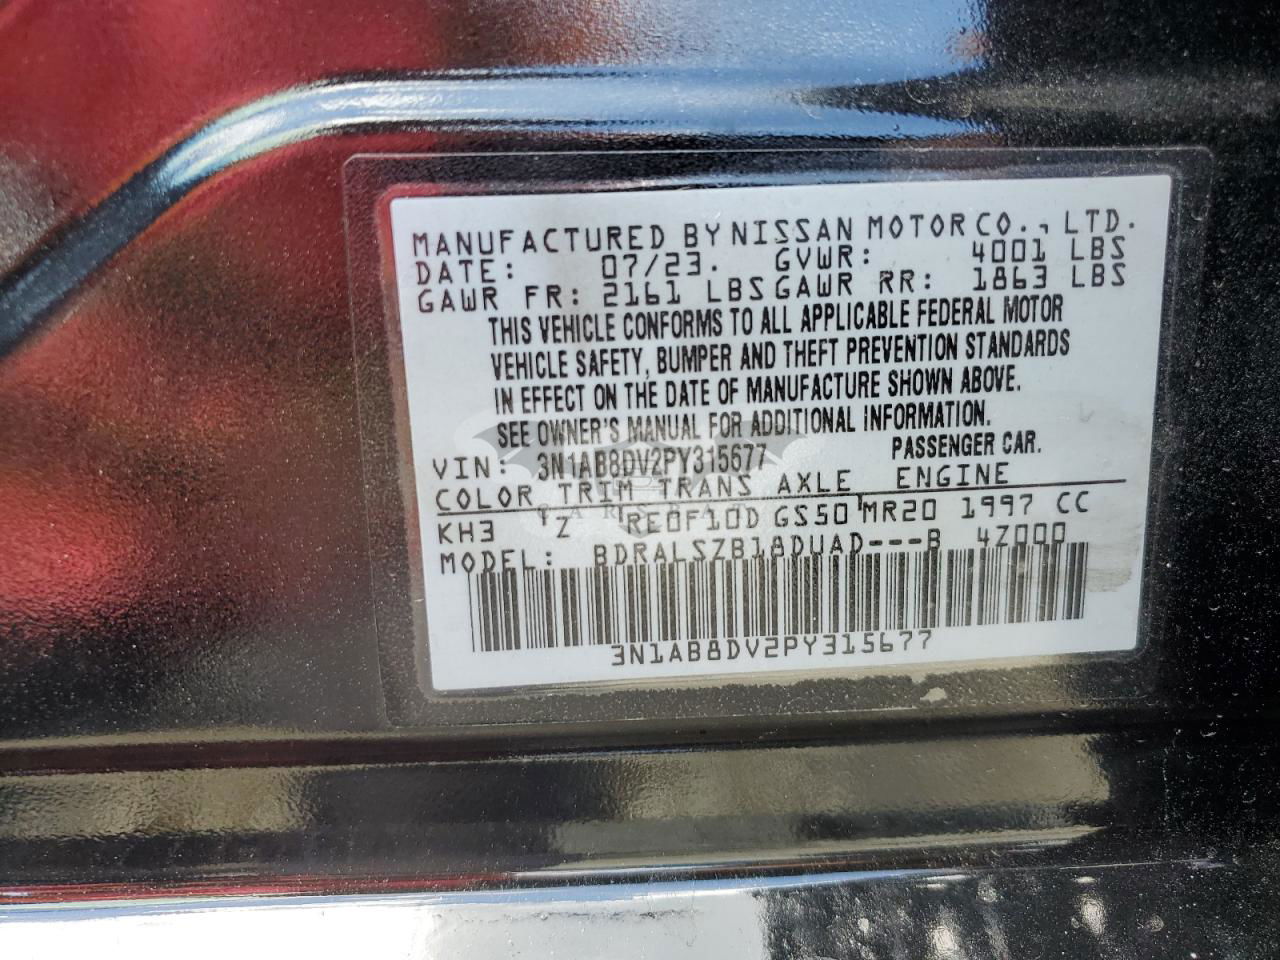 MANUFACTURED BY NISSAN MOTOR CO., LTD.
DATE: 07/23. GVWR: 4001 LBS
GAWR FR: 2161 LBS GAWR RR: 1863 LBS
THIS VEHICLE CONFORMS TO ALL APPLICABLE FEDERAL MOTOR
VEHICLE SAFETY, BUMPER AND THEFT PREVENTION STANDARDS
IN EFFECT ON THE DATE OF MANUFACTURE SHOWN ABOVE.
SEE OWNER'S MANUAL FOR ADDITIONAL INFORMATION.
VIN: 3N1AB8DV2PY315677 PASSENGER CAR.
COLOR TRIM TRANS AXLE ENGINE
KH3 Z RE0F10D GS50 MR20 1997 CC
MODEL: BDRALSZB18DUAD---B 4Z000
3N1AB8DV2PY315677